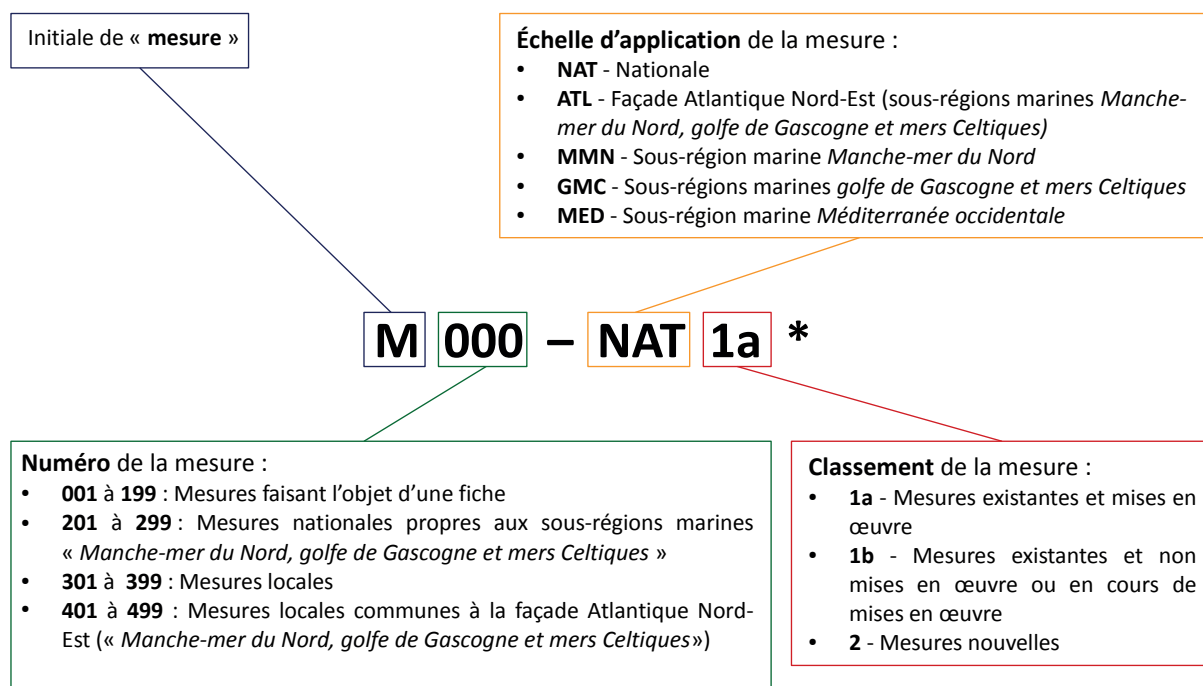 Initiale de « mesure »
Échelle d’application de la mesure :
• NAT - Nationale
• ATL - Façade Atlantique Nord-Est (sous-régions marines Manche-
mer du Nord, golfe de Gascogne et mers Celtiques)
• MMN - Sous-région marine Manche-mer du Nord
• GMC - Sous-régions marines golfe de Gascogne et mers Celtiques
• MED - Sous-région marine Méditerranée occidentale
M 000 – NAT 1a *
Numéro de la mesure :
• 001 à 199 : Mesures faisant l’objet d’une fiche
• 201 à 299 : Mesures nationales propres aux sous-régions marines
« Manche-mer du Nord, golfe de Gascogne et mers Celtiques »
• 301 à 399 : Mesures locales
• 401 à 499 : Mesures locales communes à la façade Atlantique Nord-
Est (« Manche-mer du Nord, golfe de Gascogne et mers Celtiques»)
Classement de la mesure :
• 1a - Mesures existantes et mises en
œuvre
• 1b - Mesures existantes et non
mises en œuvre ou en cours de
mises en œuvre
• 2 - Mesures nouvelles